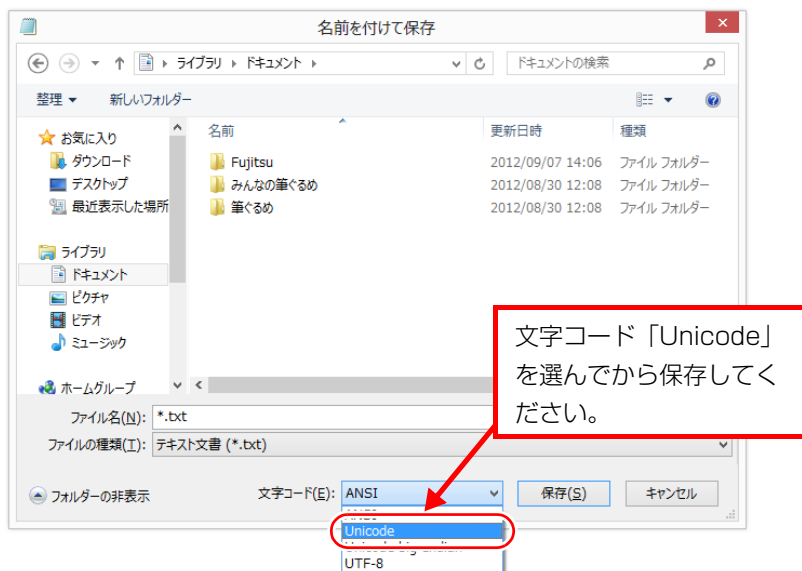 名前を付けて保存
ライブラリ ▸ ドキュメント ▸
ドキュメントの検索
整理
新しいフォルダー
お気に入り
ダウンロード
デスクトップ
最近表示した場所
ライブラリ
ドキュメント
ピクチャ
ビデオ
ミュージック
ホームグループ
名前 更新日時 種類
Fujitsu 2012/09/07 14:06 ファイル フォルダー
みんなの筆ぐるめ 2012/08/30 12:08 ファイル フォルダー
筆ぐるめ 2012/08/30 12:08 ファイル フォルダー
文字コード「Unicode」
を選んでから保存してく
ださい。
ファイル名(N): *.txt
ファイルの種類(T): テキスト文書 (*.txt)
フォルダーの非表示
文字コード(E): ANSI
保存(S)
キャンセル
Unicode
UTF-8